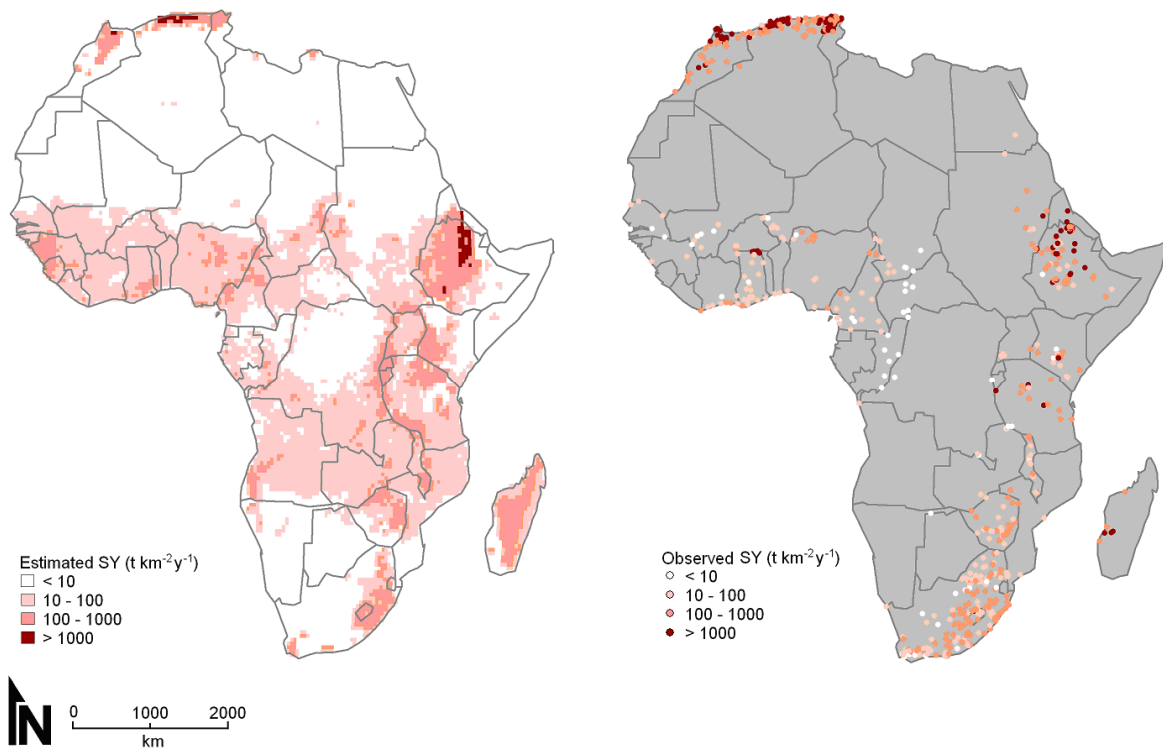 Estimated SY (t km⁻²y⁻¹)
< 10
10 - 100
100 - 1000
> 1000
Observed SY (t km⁻²y⁻¹)
< 10
10 - 100
100 - 1000
> 1000
N
0 1000 2000
km